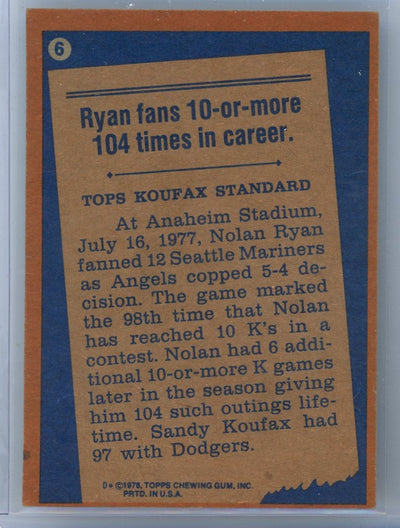 6
Ryan fans 10-or-more
104 times in career.
TOPS KOUFAX STANDARD
At Anaheim Stadium,
July 16, 1977, Nolan Ryan
fanned 12 Seattle Mariners
as Angels copped 5-4 de-
cision. The game marked
the 98th time that Nolan
has reached 10 K's in a
contest. Nolan had 6 addi-
tional 10-or-more K games
later in the season giving
him 104 such outings life-
time. Sandy Koufax had
97 with Dodgers.
D* ©1978, TOPPS CHEWING GUM, INC.
PRTD. IN U.S.A.